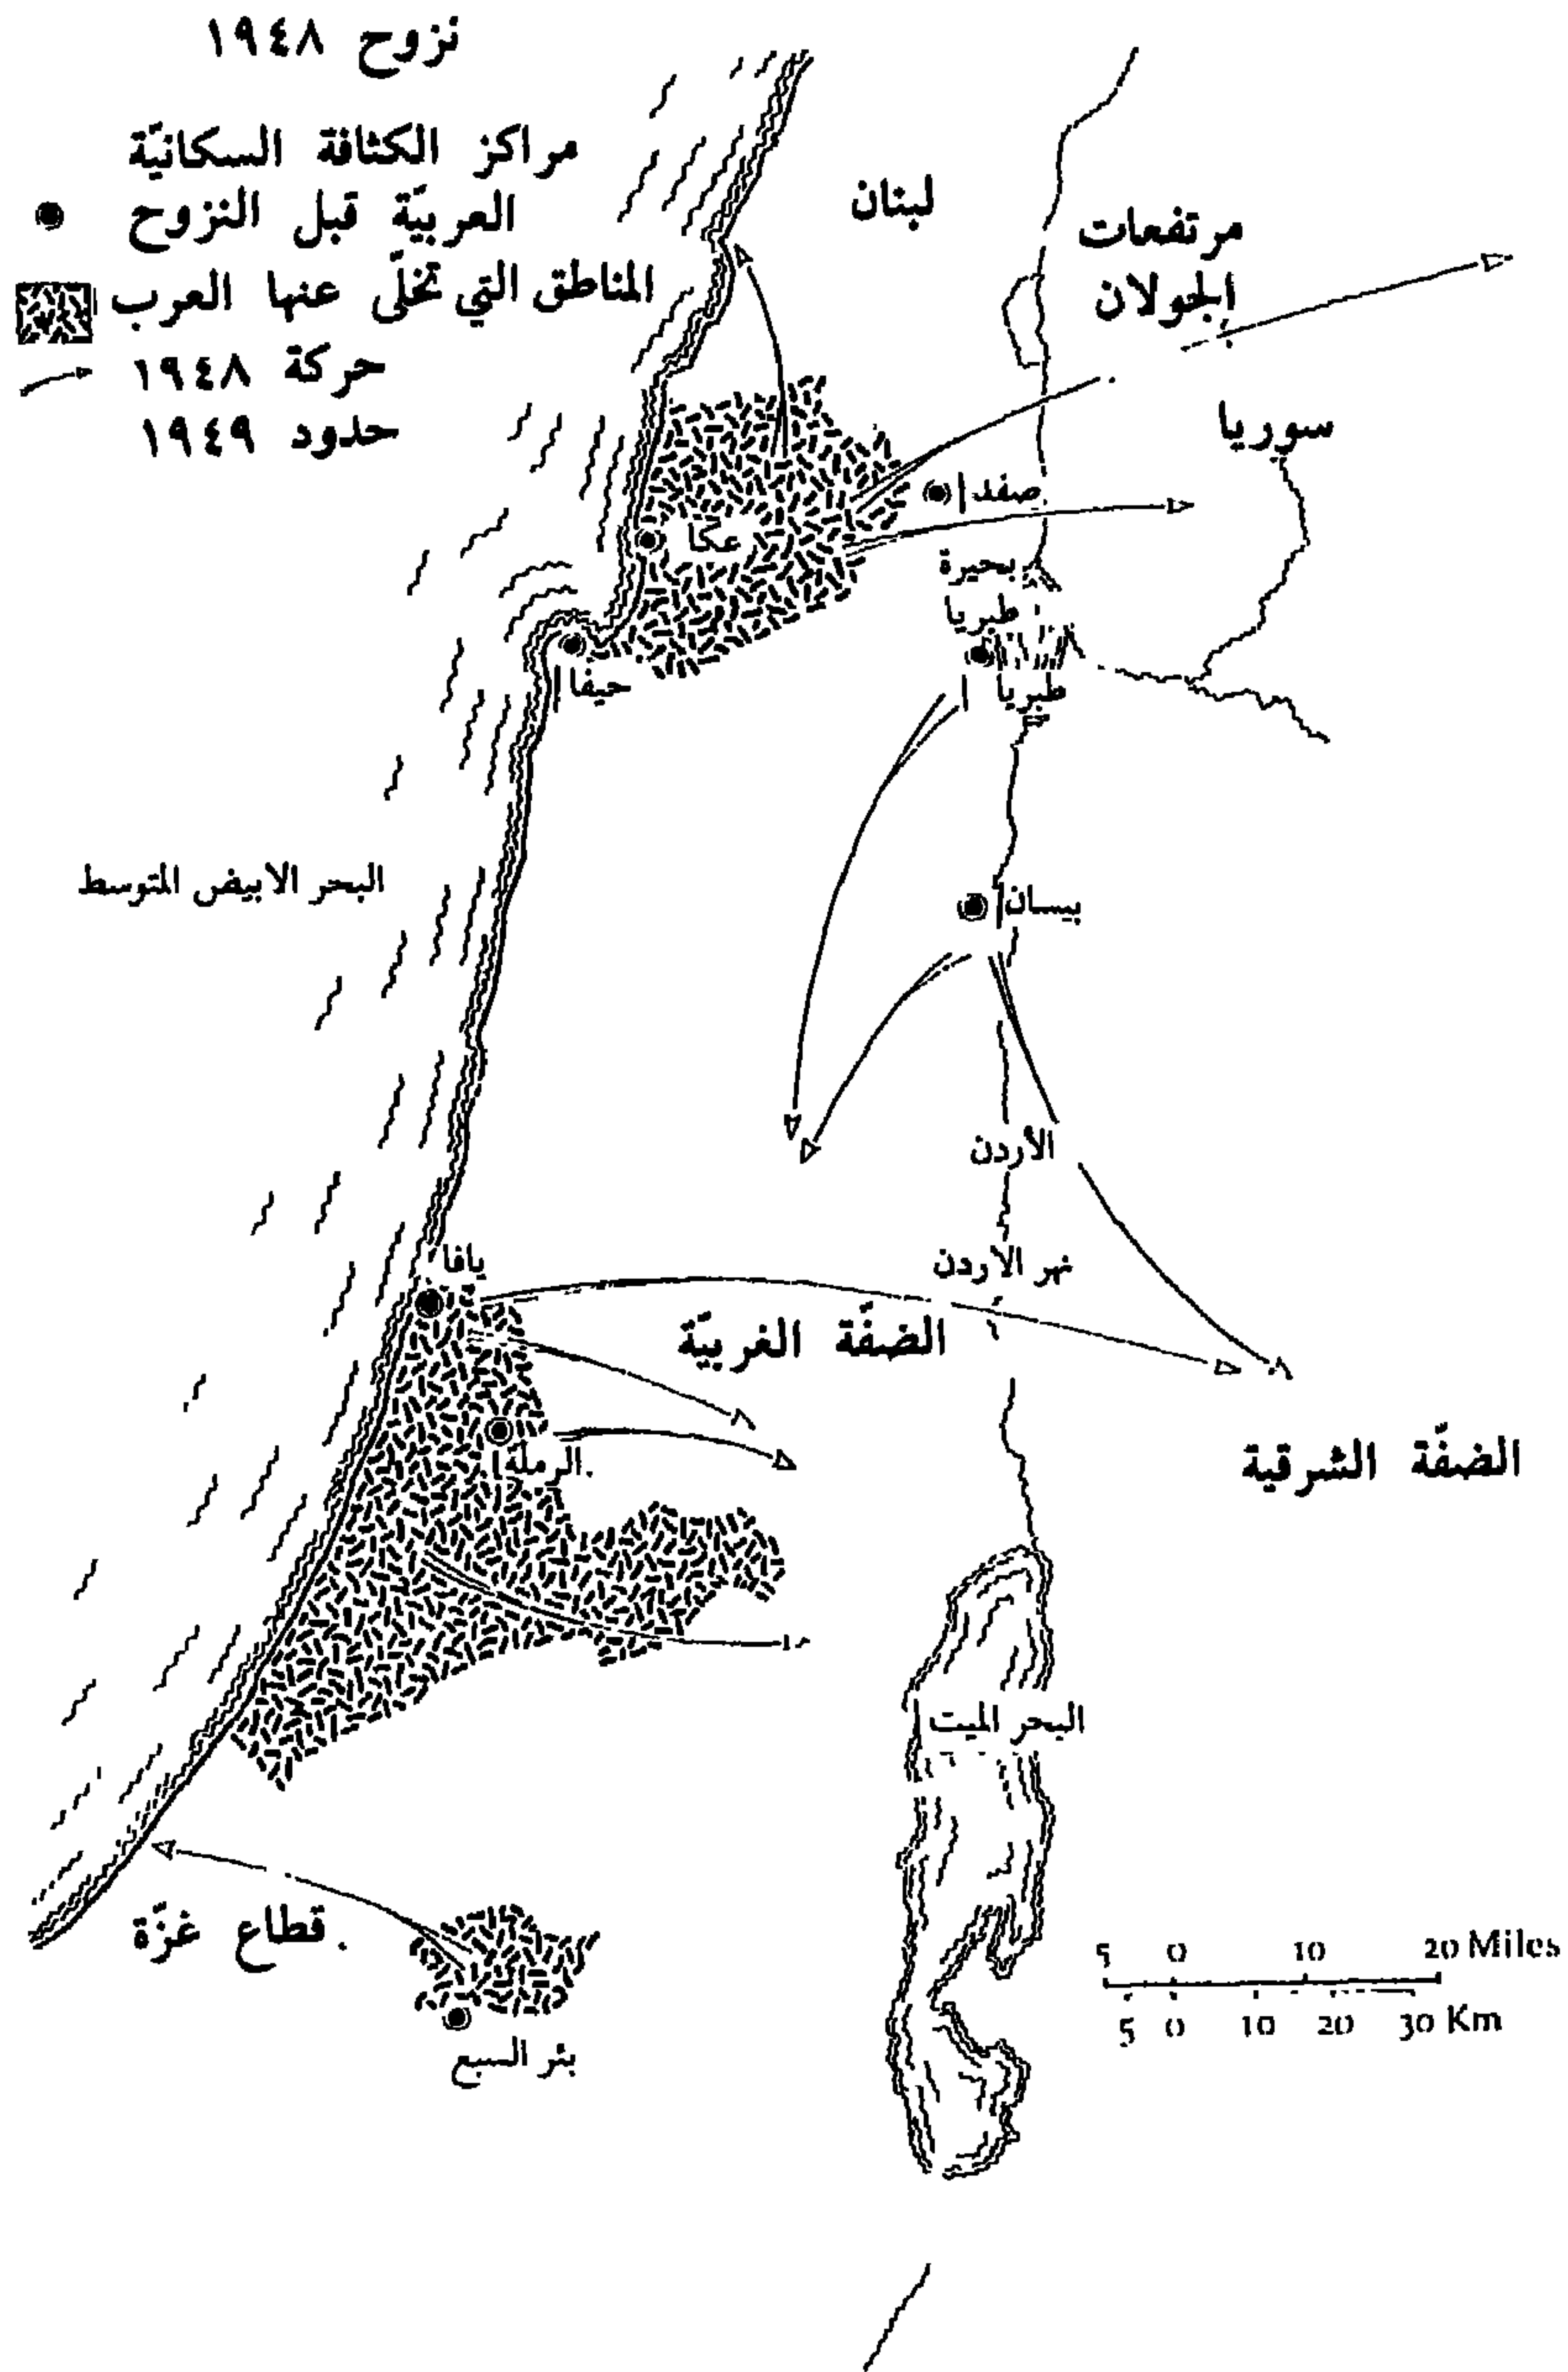 نزوح ١٩٤٨
مراكز الكثافة السكانيّة
العربيّة قبل النزوح
المناطق التي تخلّى عنها العرب
حركة ١٩٤٨
حدود ١٩٤٩
لبنان
مرتفعات
الجولان
سوريا
صفد
عكا
بحيرة
طبريا
طبريا
حيفا
البحر الابيض المتوسط
بيسان
الأردن
يافا
نهر الاردن
الضفّة الغربيّة
الرملة
الضفّة الشرقية
البحر الميت
قطاع غزّة
بئر السبع
5 0 10 20 Miles
5 0 10 20 30 Km